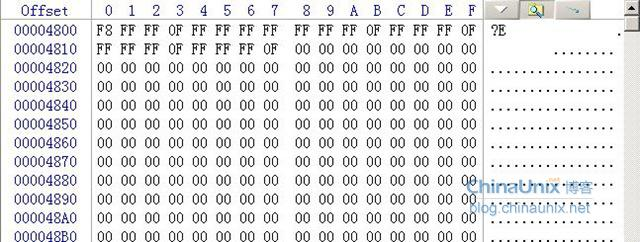 Offset 0 1 2 3 4 5 6 7 8 9 A B C D E F
00004800 F8 FF FF 0F FF FF FF FF FF FF FF 0F FF FF FF 0F ?E .
00004810 FF FF FF 0F FF FF FF 0F 00 00 00 00 00 00 00 00 ........
00004820 00 00 00 00 00 00 00 00 00 00 00 00 00 00 00 00 ................
00004830 00 00 00 00 00 00 00 00 00 00 00 00 00 00 00 00 ................
00004840 00 00 00 00 00 00 00 00 00 00 00 00 00 00 00 00 ................
00004850 00 00 00 00 00 00 00 00 00 00 00 00 00 00 00 00 ................
00004860 00 00 00 00 00 00 00 00 00 00 00 00 00 00 00 00 ................
00004870 00 00 00 00 00 00 00 00 00 00 00 00 00 00 00 00 ................
00004880 00 00 00 00 00 00 00 00 00 00 00 00 00 00 00 00 ................
00004890 00 00 00 00 00 00 00 00 00 00 00 00 00 00 00 00 ................
000048A0 00 00 00 00 00 00 00 00 00 00 00 00 00 00 00 00 ................
000048B0 00 00 00 00 00 00 00 00 00 00 00 00 00 00 00 00 ................
ChinaUnix 博客
blog.chinaunix.net